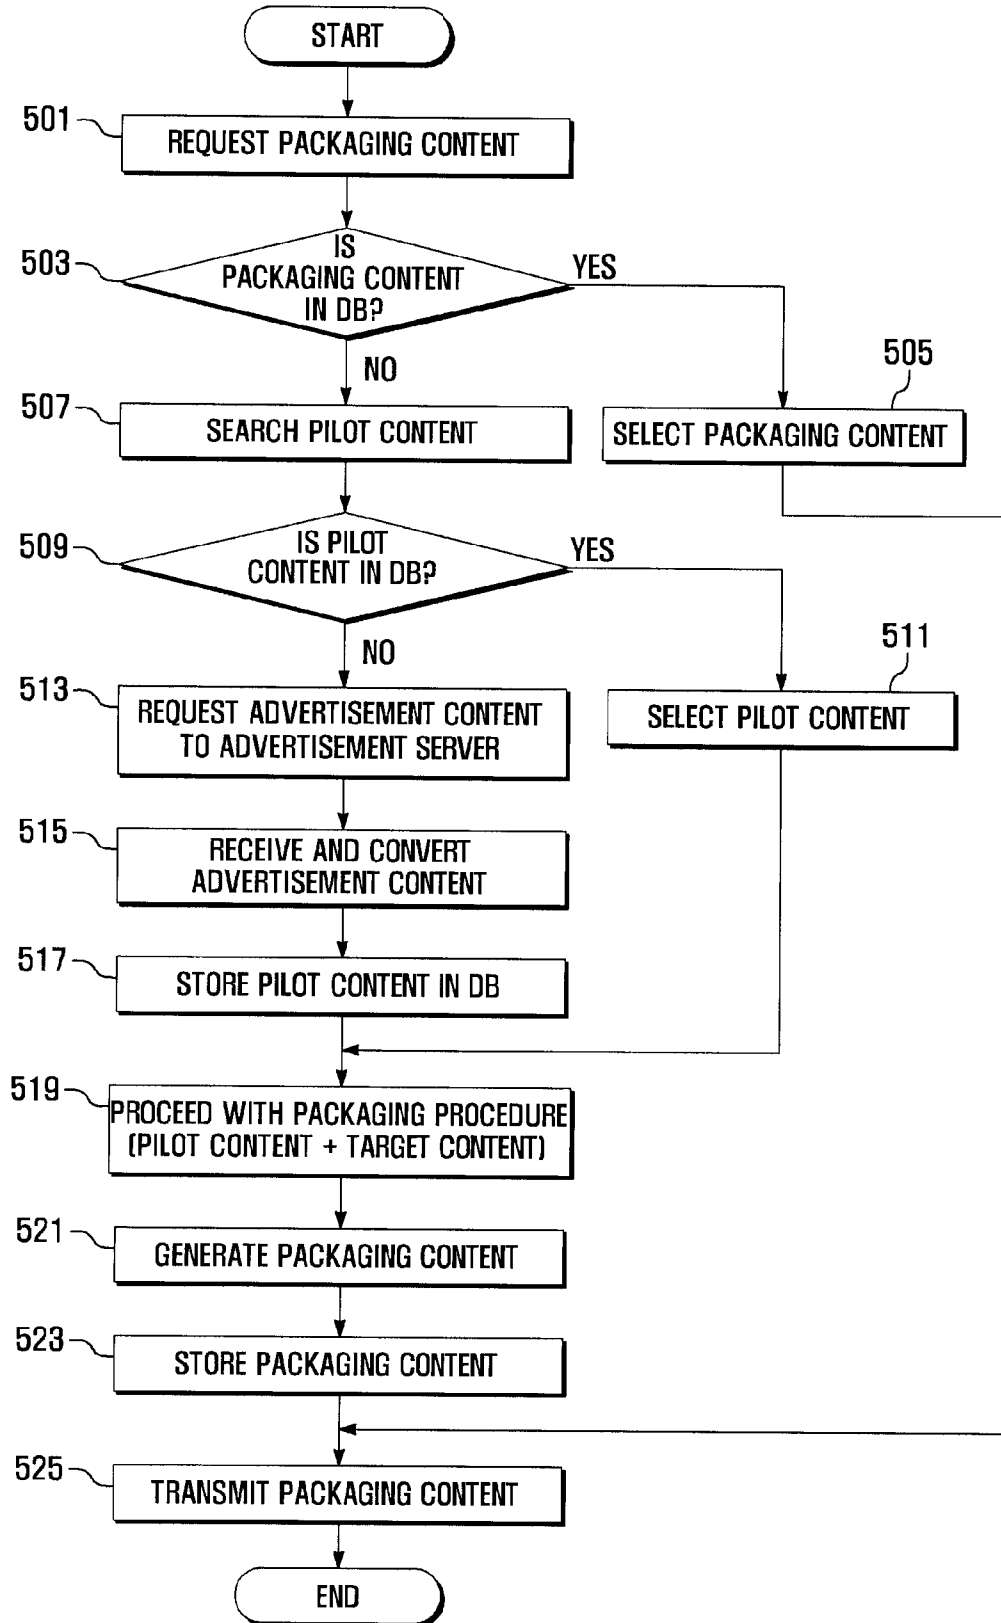 START
501
REQUEST PACKAGING CONTENT
503
IS
PACKAGING CONTENT
IN DB?
YES
NO
505
SELECT PACKAGING CONTENT
507
SEARCH PILOT CONTENT
509
IS PILOT
CONTENT IN DB?
YES
NO
511
SELECT PILOT CONTENT
513
REQUEST ADVERTISEMENT CONTENT
TO ADVERTISEMENT SERVER
515
RECEIVE AND CONVERT
ADVERTISEMENT CONTENT
517
STORE PILOT CONTENT IN DB
519
PROCEED WITH PACKAGING PROCEDURE
(PILOT CONTENT + TARGET CONTENT)
521
GENERATE PACKAGING CONTENT
523
STORE PACKAGING CONTENT
525
TRANSMIT PACKAGING CONTENT
END